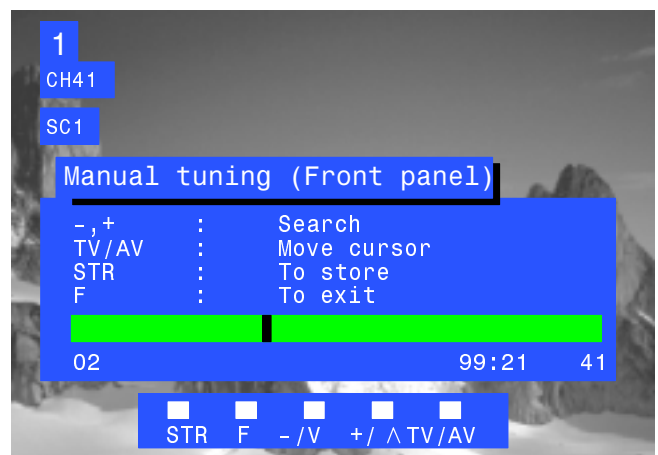 1
CH41
SC1
Manual tuning (Front panel)
-,+ : Search
TV/AV : Move cursor
STR : To store
F : To exit
02 99:21 41
STR F -/V +/∧ TV/AV